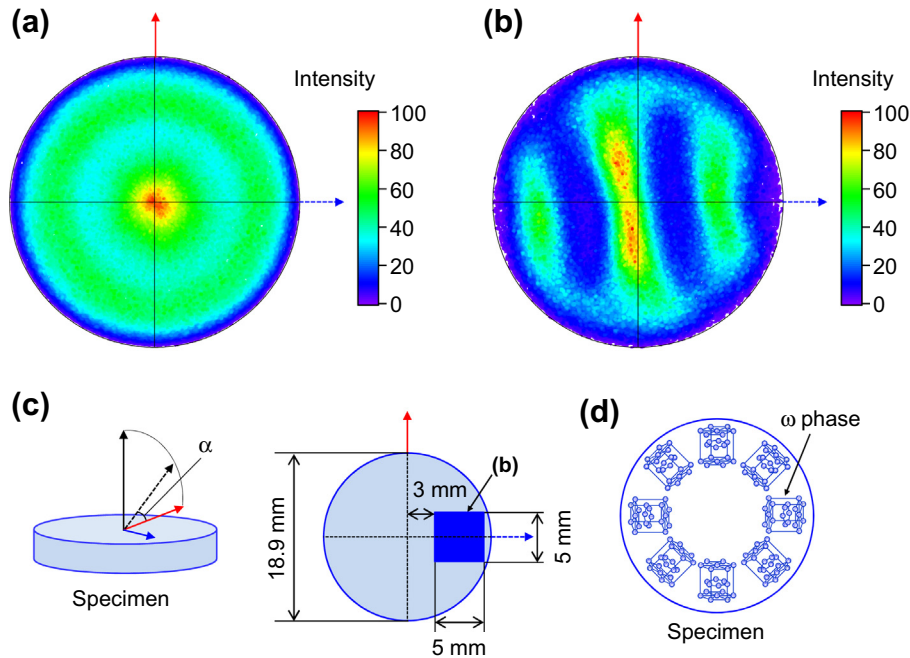 (a)
Intensity
100
80
60
40
20
0
(b)
Intensity
100
80
60
40
20
0
(c)
α
Specimen
18.9 mm
3 mm
(b)
5 mm
5 mm
(d)
ω phase
Specimen